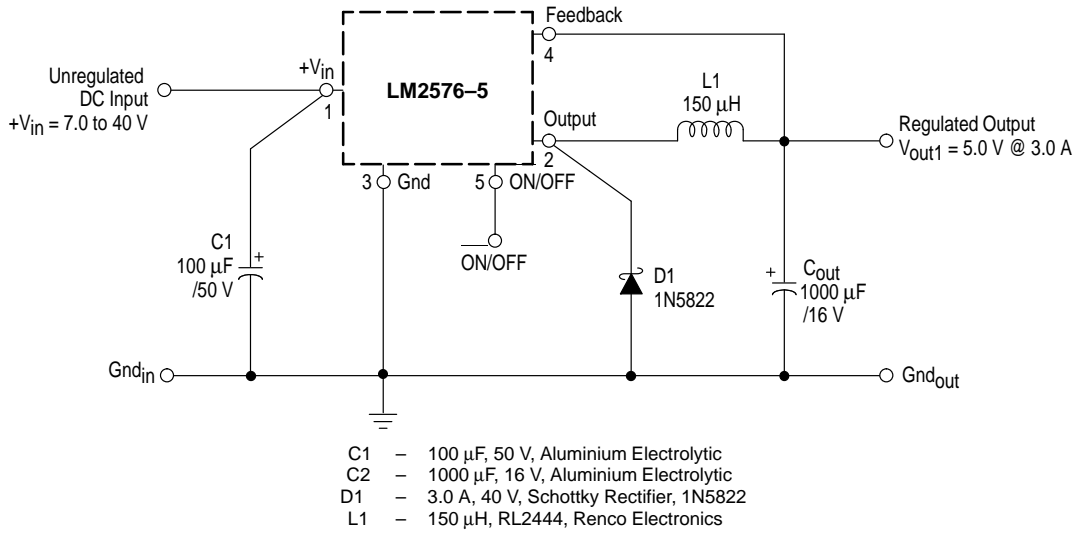 Feedback
4
Unregulated
DC Input
+Vin = 7.0 to 40 V
+Vin
1
LM2576–5
L1
150 μH
Output
2
Regulated Output
Vout1 = 5.0 V @ 3.0 A
3 Gnd
5 ON/OFF
ON/OFF
C1
100 μF
/50 V
+
D1
1N5822
+
Cout
1000 μF
/16 V
Gndin
Gndout
C1 – 100 μF, 50 V, Aluminium Electrolytic
C2 – 1000 μF, 16 V, Aluminium Electrolytic
D1 – 3.0 A, 40 V, Schottky Rectifier, 1N5822
L1 – 150 μH, RL2444, Renco Electronics